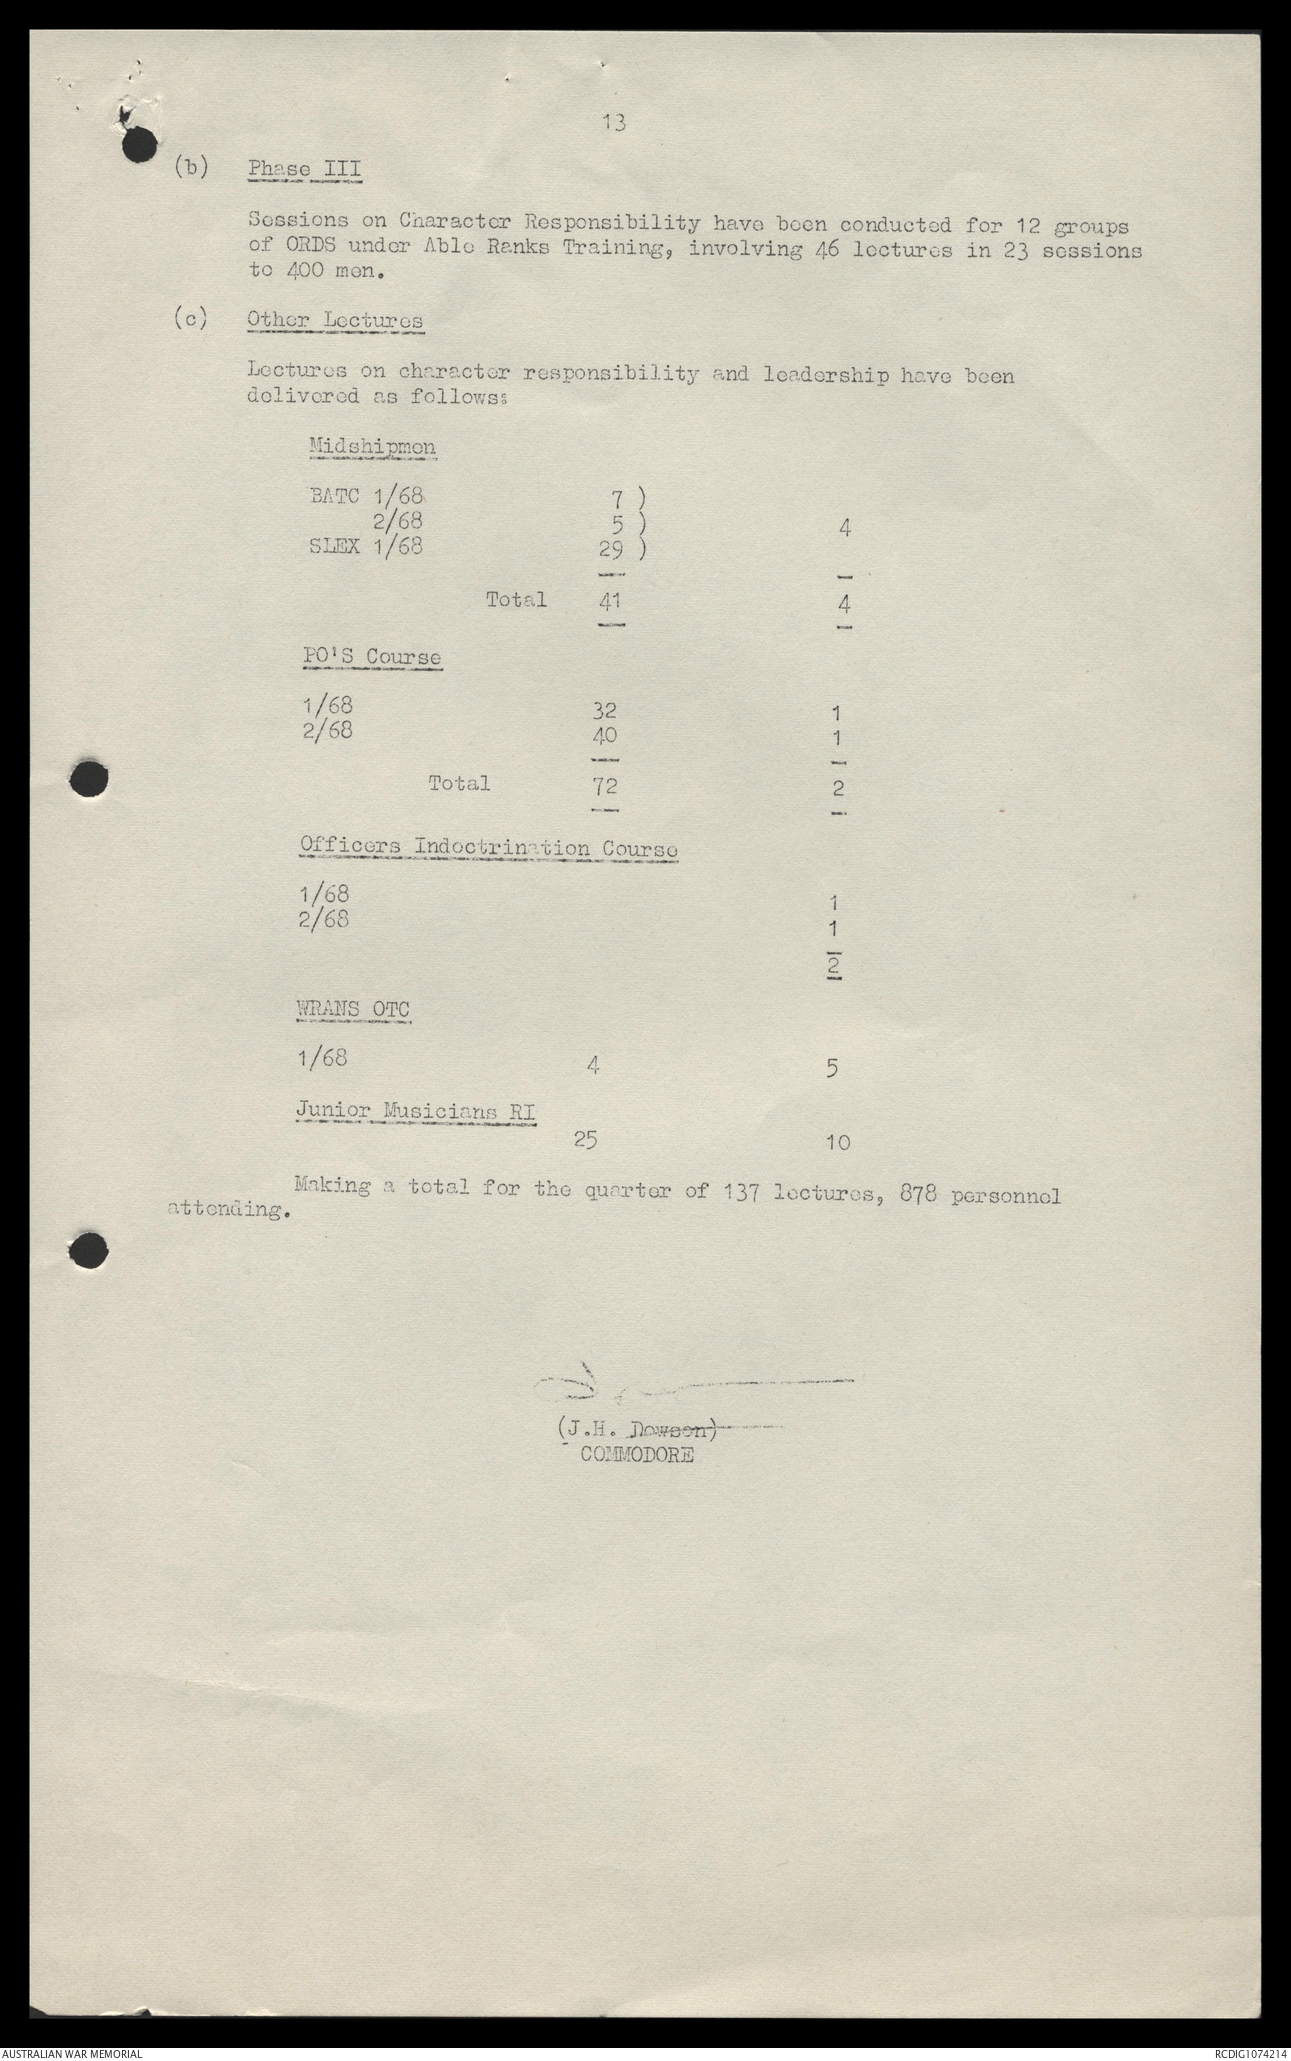 13
(b) Phase III
Sessions on Character Responsibility have been conducted for 12 groups
of ORDS under Able Ranks Training, involving 46 lectures in 23 sessions
to 400 men.
(c) Other Lectures
Lectures on character responsibility and leadership have been
delivered as follows:
Midshipmen
BATC 1/68 7 )
2/68 5 ) 4
SLEX 1/68 29 )
Total 41 4
PO'S Course
1/68 32 1
2/68 40 1
Total 72 2
Officers Indoctrination Course
1/68 1
2/68 1
2
WRANS OTC
1/68 4 5
Junior Musicians RI
25 10
Making a total for the quarter of 137 lectures, 878 personnel
attending.
(J.H. Dowson)
COMMODORE
AUSTRALIAN WAR MEMORIAL
RCDIG1074214